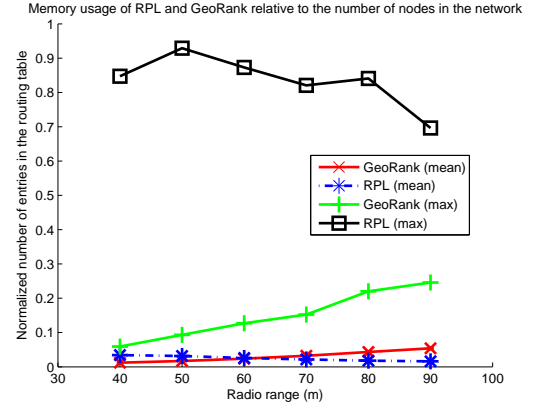 Memory usage of RPL and GeoRank relative to the number of nodes in the network
Normalized number of entries in the routing table
1
0.9
0.8
0.7
0.6
0.5
0.4
0.3
0.2
0.1
0
GeoRank (mean)
RPL (mean)
GeoRank (max)
RPL (max)
30 40 50 60 70 80 90 100
Radio range (m)